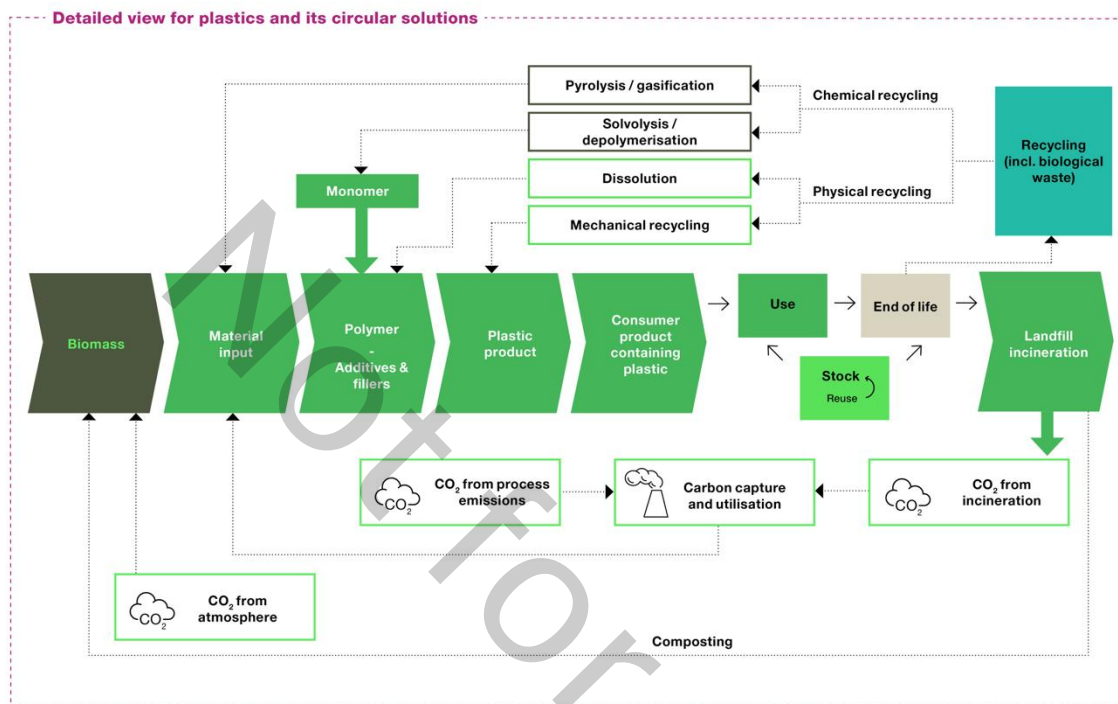 Detailed view for plastics and its circular solutions
Pyrolysis / gasification
Chemical recycling
Solvolysis /
depolymerisation
Recycling
(incl. biological
waste)
Monomer
Dissolution
Physical recycling
Mechanical recycling
Biomass
Material
input
Polymer
-
Additives &
fillers
Plastic
product
Consumer
product
containing
plastic
Use
End of life
Landfill
incineration
Stock
Reuse
CO₂
CO₂ from process
emissions
Carbon capture
and utilisation
CO₂
CO₂ from
incineration
CO₂
CO₂ from
atmosphere
Composting
Not for